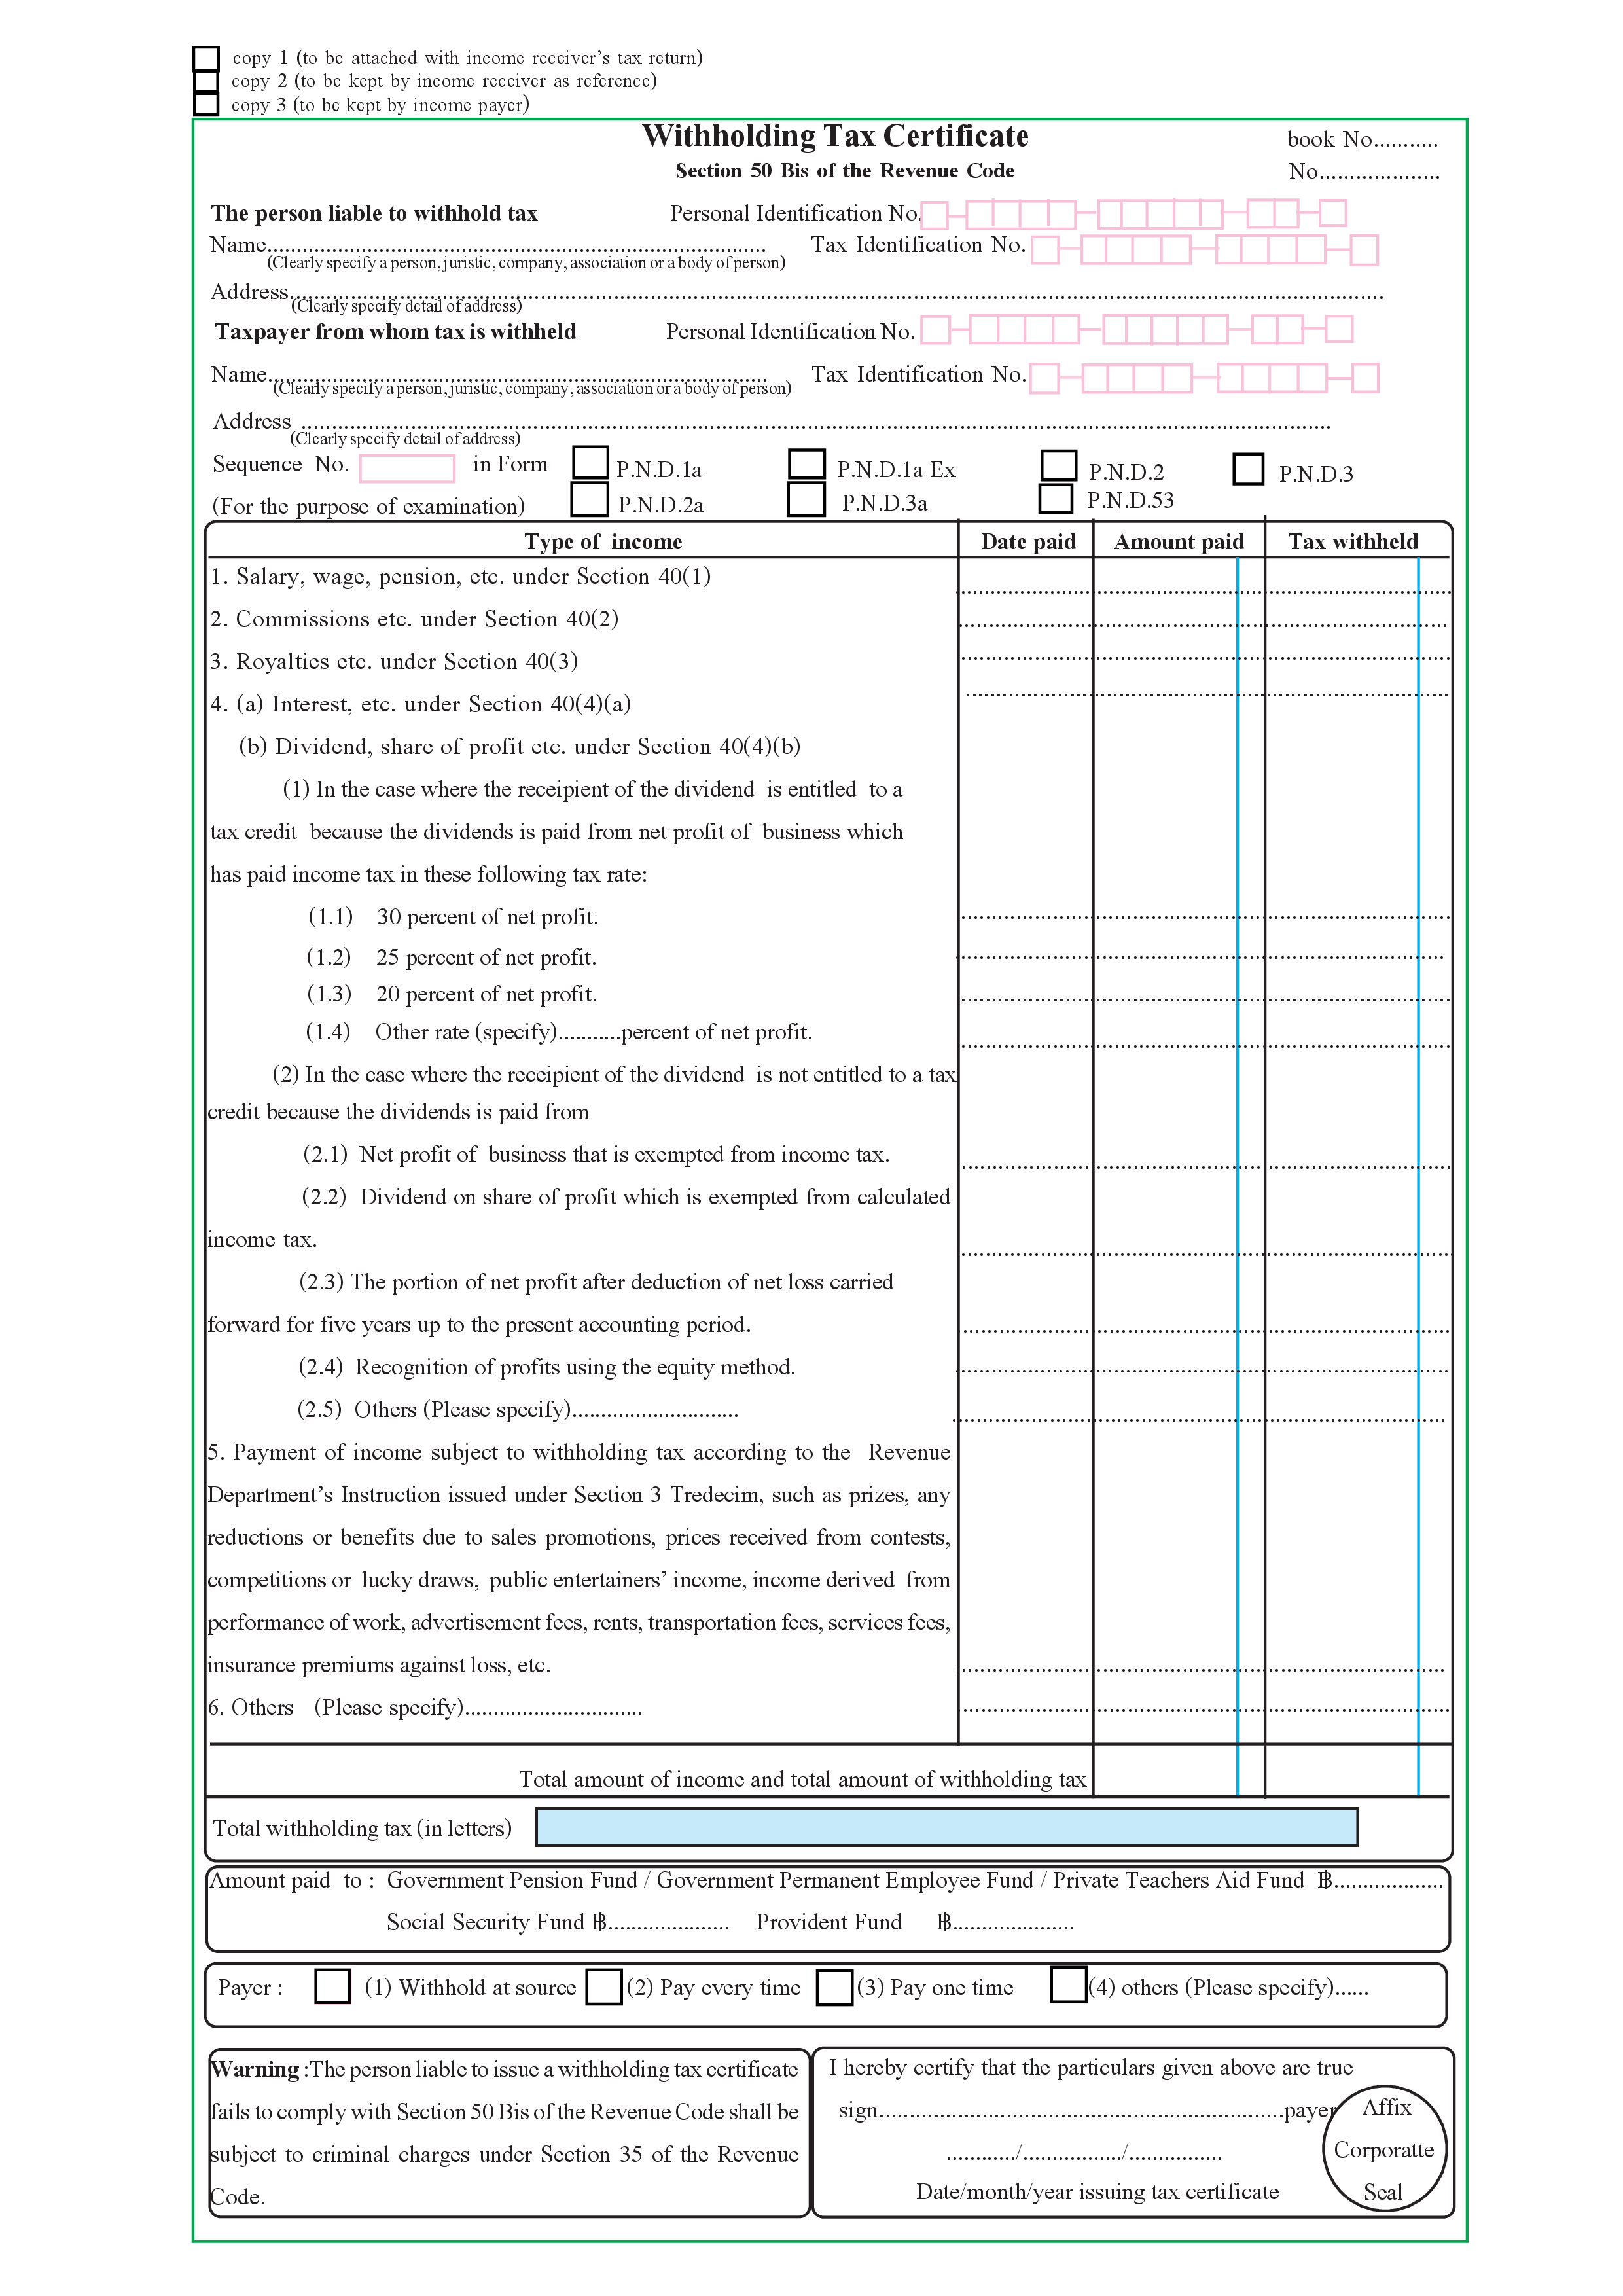 copy 1 (to be attached with income receiver's tax return)
copy 2 (to be kept by income receiver as reference)
copy 3 (to be kept by income payer)
Withholding Tax Certificate
book No...........
Section 50 Bis of the Revenue Code
No....................
The person liable to withhold tax Personal Identification No.
Name....................................................................................... Tax Identification No.
(Clearly specify a person, juristic, company, association or a body of person)
Address...............................................................................................................................................
(Clearly specify detail of address)
Taxpayer from whom tax is withheld Personal Identification No.
Name....................................................................................... Tax Identification No.
(Clearly specify a person, juristic, company, association or a body of person)
Address ...............................................................................................................................................
(Clearly specify detail of address)
Sequence No. in Form P.N.D.1a P.N.D.1a Ex P.N.D.2 P.N.D.3
(For the purpose of examination) P.N.D.2a P.N.D.3a P.N.D.53
Type of income Date paid Amount paid Tax withheld
1. Salary, wage, pension, etc. under Section 40(1)
2. Commissions etc. under Section 40(2)
3. Royalties etc. under Section 40(3)
4. (a) Interest, etc. under Section 40(4)(a)
(b) Dividend, share of profit etc. under Section 40(4)(b)
(1) In the case where the receipient of the dividend is entitled to a
tax credit because the dividends is paid from net profit of business which
has paid income tax in these following tax rate:
(1.1) 30 percent of net profit.
(1.2) 25 percent of net profit.
(1.3) 20 percent of net profit.
(1.4) Other rate (specify)...........percent of net profit.
(2) In the case where the receipient of the dividend is not entitled to a tax
credit because the dividends is paid from
(2.1) Net profit of business that is exempted from income tax.
(2.2) Dividend on share of profit which is exempted from calculated
income tax.
(2.3) The portion of net profit after deduction of net loss carried
forward for five years up to the present accounting period.
(2.4) Recognition of profits using the equity method.
(2.5) Others (Please specify).............................
5. Payment of income subject to withholding tax according to the Revenue
Department's Instruction issued under Section 3 Tredecim, such as prizes, any
reductions or benefits due to sales promotions, prices received from contests,
competitions or lucky draws, public entertainers' income, income derived from
performance of work, advertisement fees, rents, transportation fees, services fees,
insurance premiums against loss, etc.
6. Others (Please specify)...............................
Total amount of income and total amount of withholding tax
Total withholding tax (in letters)
Amount paid to : Government Pension Fund / Government Permanent Employee Fund / Private Teachers Aid Fund ฿...................
Social Security Fund ฿..................... Provident Fund ฿.....................
Payer : (1) Withhold at source (2) Pay every time (3) Pay one time (4) others (Please specify)......
Warning :The person liable to issue a withholding tax certificate
fails to comply with Section 50 Bis of the Revenue Code shall be
subject to criminal charges under Section 35 of the Revenue
Code.
I hereby certify that the particulars given above are true
sign......................................................................payer
............/................./................
Date/month/year issuing tax certificate
Affix
Corporatte
Seal